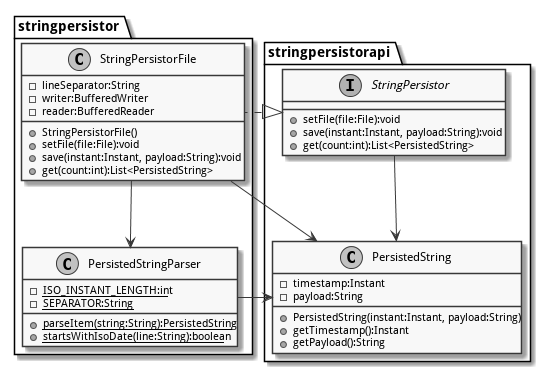 stringpersistor
C StringPersistorFile
lineSeparator:String
writer:BufferedWriter
reader:BufferedReader
StringPersistorFile()
setFile(file:File):void
save(instant:Instant, payload:String):void
get(count:int):List<PersistedString>
C PersistedStringParser
ISO_INSTANT_LENGTH:int
SEPARATOR:String
parseItem(string:String):PersistedString
startsWithIsoDate(line:String):boolean
stringpersistorapi
I StringPersistor
setFile(file:File):void
save(instant:Instant, payload:String):void
get(count:int):List<PersistedString>
C PersistedString
timestamp:Instant
payload:String
PersistedString(instant:Instant, payload:String)
getTimestamp():Instant
getPayload():String